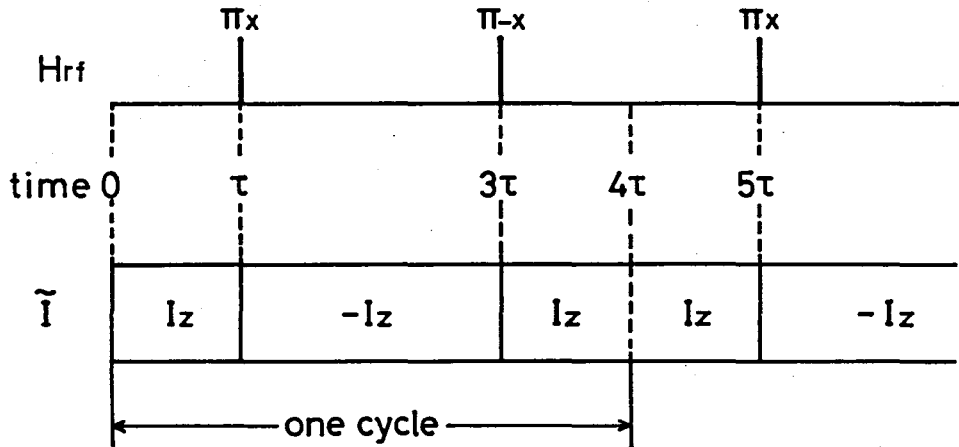 πx π-x πx
Hrf
time 0 τ 3τ 4τ 5τ
Ĩ Iz -Iz Iz Iz -Iz
one cycle